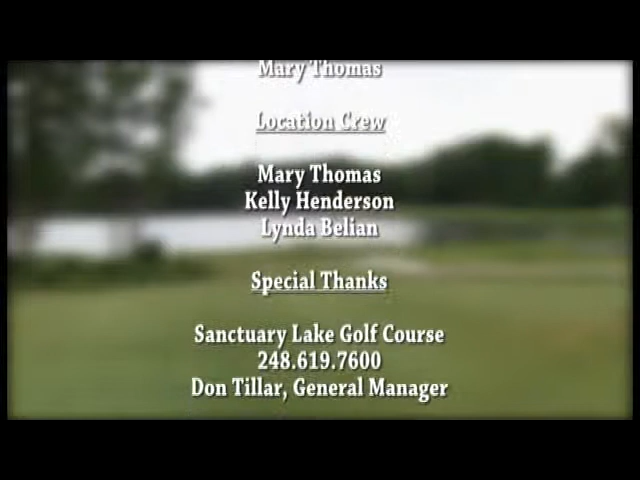 Mary Thomas
Location Crew
Mary Thomas
Kelly Henderson
Lynda Belian
Special Thanks
Sanctuary Lake Golf Course
248.619.7600
Don Tillar, General Manager